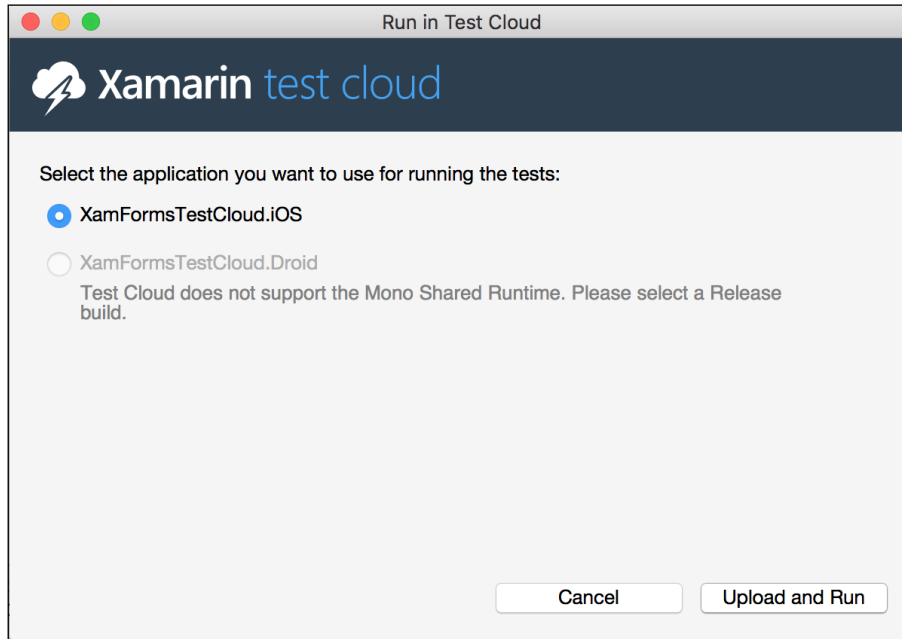 Run in Test Cloud
Xamarin test cloud
Select the application you want to use for running the tests:
XamFormsTestCloud.iOS
XamFormsTestCloud.Droid
Test Cloud does not support the Mono Shared Runtime. Please select a Release
build.
Cancel Upload and Run